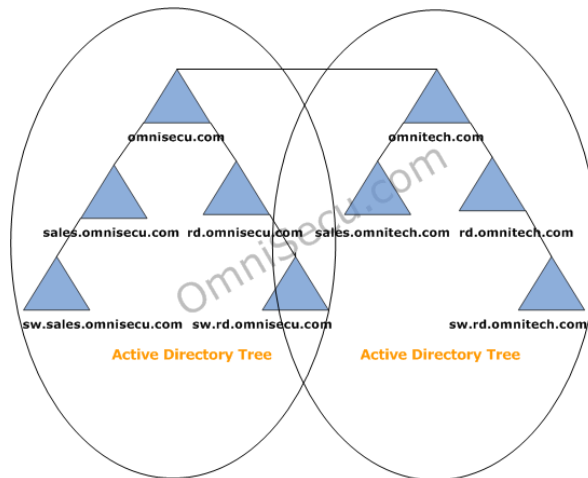 omnisecu.com omnitech.com
sales.omnisecu.com rd.omnisecu.com sales.omnitech.com rd.omnitech.com
OmniSecu.com
sw.sales.omnisecu.com sw.rd.omnisecu.com sw.rd.omnitech.com
Active Directory Tree Active Directory Tree